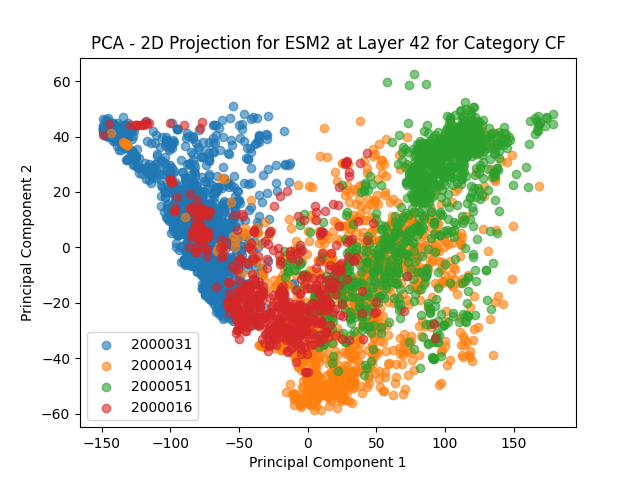 PCA - 2D Projection for ESM2 at Layer 42 for Category CF
Principal Component 2
60
40
20
0
−20
−40
−60
2000031
2000014
2000051
2000016
−150 −100 −50 0 50 100 150
Principal Component 1